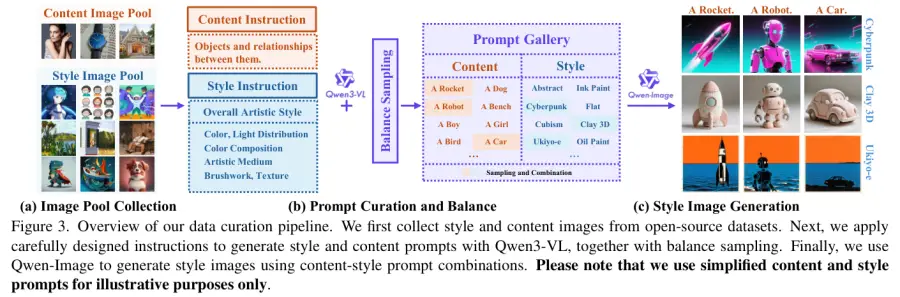 Content Image Pool
Style Image Pool
(a) Image Pool Collection
Content Instruction
Objects and relationships
between them.
Style Instruction
Overall Artistic Style
Color, Light Distribution
Color Composition
Artistic Medium
Brushwork, Texture
Qwen3-VL
Balance Sampling
Prompt Gallery
Content Style
A Rocket A Dog Abstract Ink Paint
A Robot A Bench Cyberpunk Flat
A Boy A Girl Cubism Clay 3D
A Bird A Car Ukiyo-e Oil Paint
... ...
Sampling and Combination
(b) Prompt Curation and Balance
Qwen-Image
A Rocket. A Robot. A Car.
Cyberpunk
Clay 3D
Ukiyo-e
(c) Style Image Generation
Figure 3. Overview of our data curation pipeline. We first collect style and content images from open-source datasets. Next, we apply
carefully designed instructions to generate style and content prompts with Qwen3-VL, together with balance sampling. Finally, we use
Qwen-Image to generate style images using content-style prompt combinations. Please note that we use simplified content and style
prompts for illustrative purposes only.